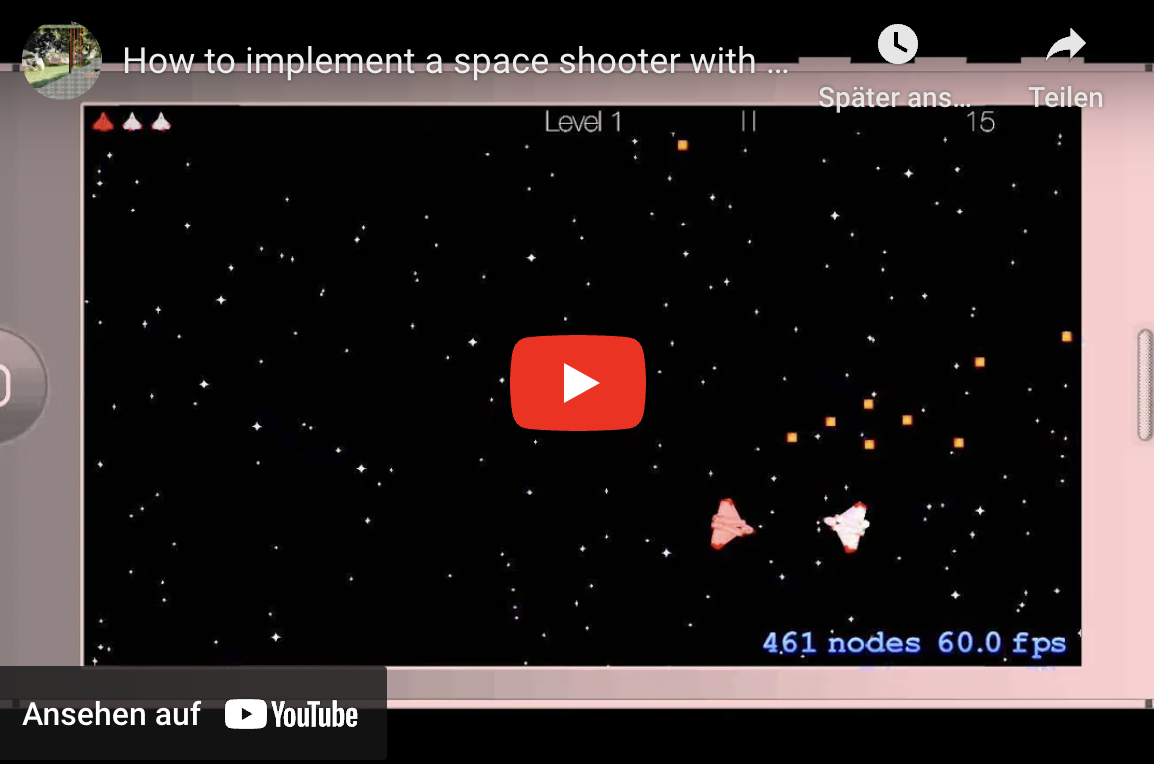 How to implement a space shooter with ...
Später ans...
Teilen
Level 1
II
15
461 nodes 60.0 fps
Ansehen auf YouTube